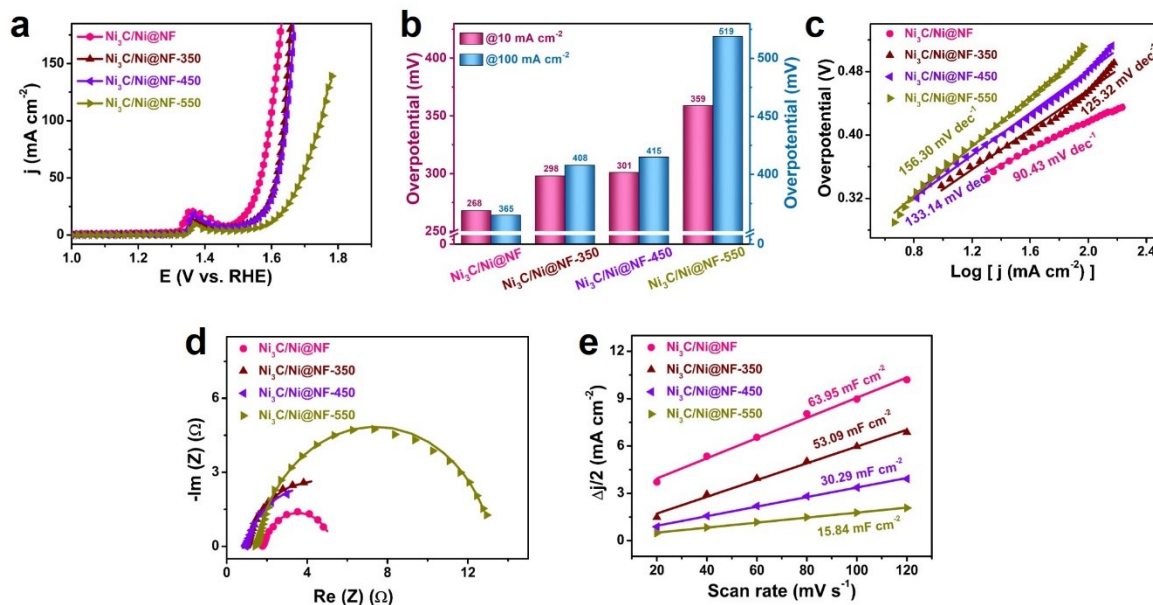 a
j (mA cm⁻²)
175
150
125
100
75
50
25
0
Ni₃C/Ni@NF
Ni₃C/Ni@NF-350
Ni₃C/Ni@NF-450
Ni₃C/Ni@NF-550
1.0
1.2
1.4
1.6
1.8
E (V vs. RHE)
b
Overpotential (mV)
400
350
300
250
0
@10 mA cm⁻²
@100 mA cm⁻²
268
365
298
408
301
415
359
519
500
400
300
0
Overpotential (mV)
Ni₃C/Ni@NF
Ni₃C/Ni@NF-350
Ni₃C/Ni@NF-450
Ni₃C/Ni@NF-550
c
Overpotential (V)
0.48
0.40
0.32
Ni₃C/Ni@NF
Ni₃C/Ni@NF-350
Ni₃C/Ni@NF-450
Ni₃C/Ni@NF-550
156.30 mV dec⁻¹
125.32 mV dec⁻¹
90.43 mV dec⁻¹
133.14 mV dec⁻¹
0.6
1.2
1.8
2.4
Log [ j (mA cm⁻²) ]
d
-Im (Z) (Ω)
9
6
3
0
Ni₃C/Ni@NF
Ni₃C/Ni@NF-350
Ni₃C/Ni@NF-450
Ni₃C/Ni@NF-550
0
4
8
12
Re (Z) (Ω)
e
Δj/2 (mA cm⁻²)
12
9
6
3
0
Ni₃C/Ni@NF
Ni₃C/Ni@NF-350
Ni₃C/Ni@NF-450
Ni₃C/Ni@NF-550
63.95 mF cm⁻²
53.09 mF cm⁻²
30.29 mF cm⁻²
15.84 mF cm⁻²
20
40
60
80
100
120
Scan rate (mV s⁻¹)